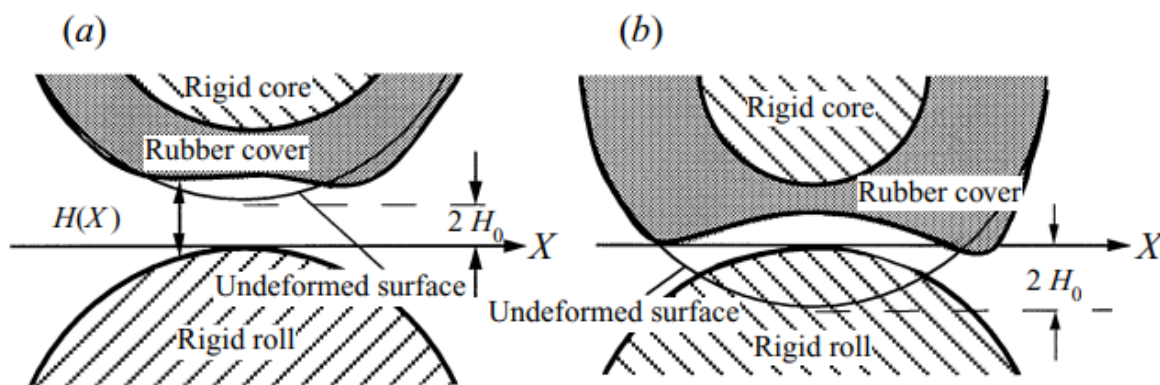 (a)
Rigid core
Rubber cover
H(X)
2 H₀
X
Undeformed surface
Rigid roll
(b)
Rigid core
Rubber cover
X
2 H₀
Undeformed surface
Rigid roll